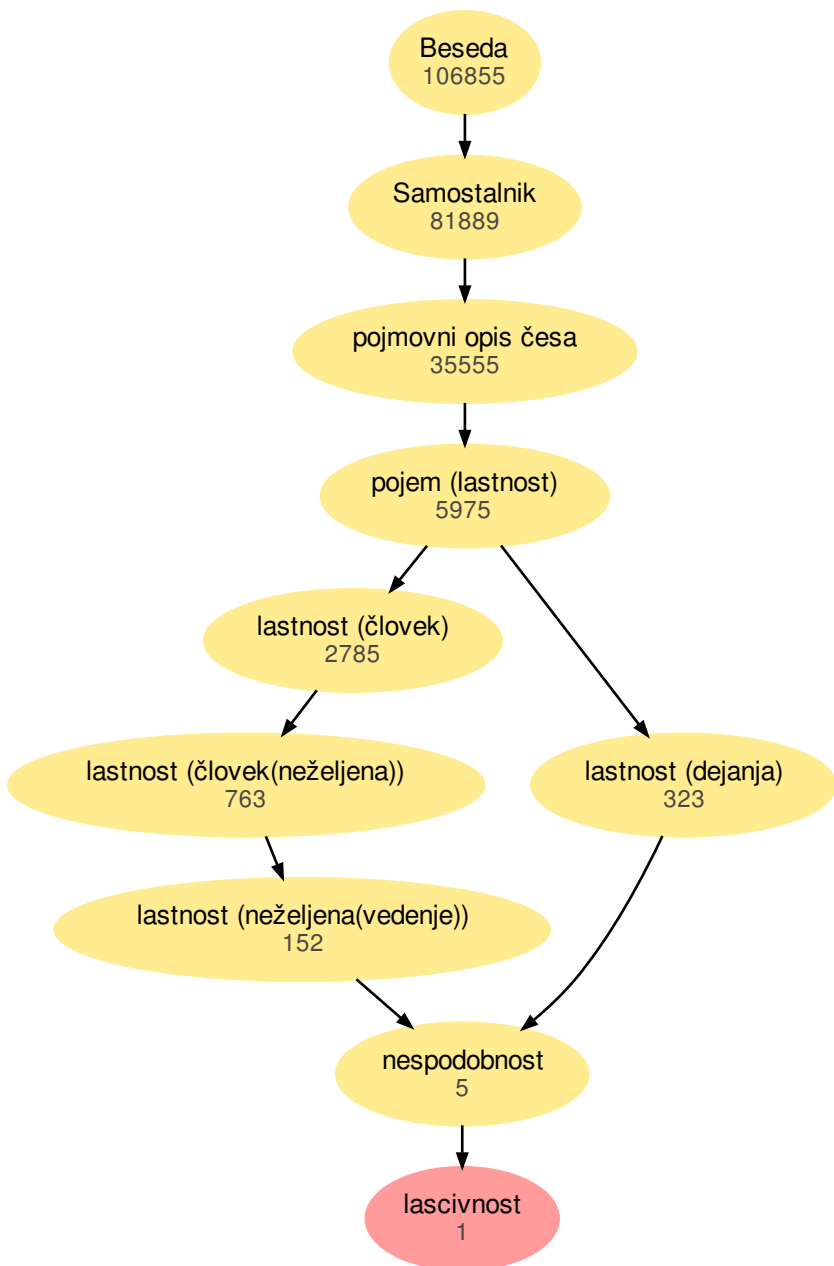 Beseda
106855
Samostalnik
81889
pojmovni opis česa
35555
pojem (lastnost)
5975
lastnost (človek)
2785
lastnost (človek(neželjena))
763
lastnost (dejanja)
323
lastnost (neželjena(vedenje))
152
nespodobnost
5
lascivnost
1